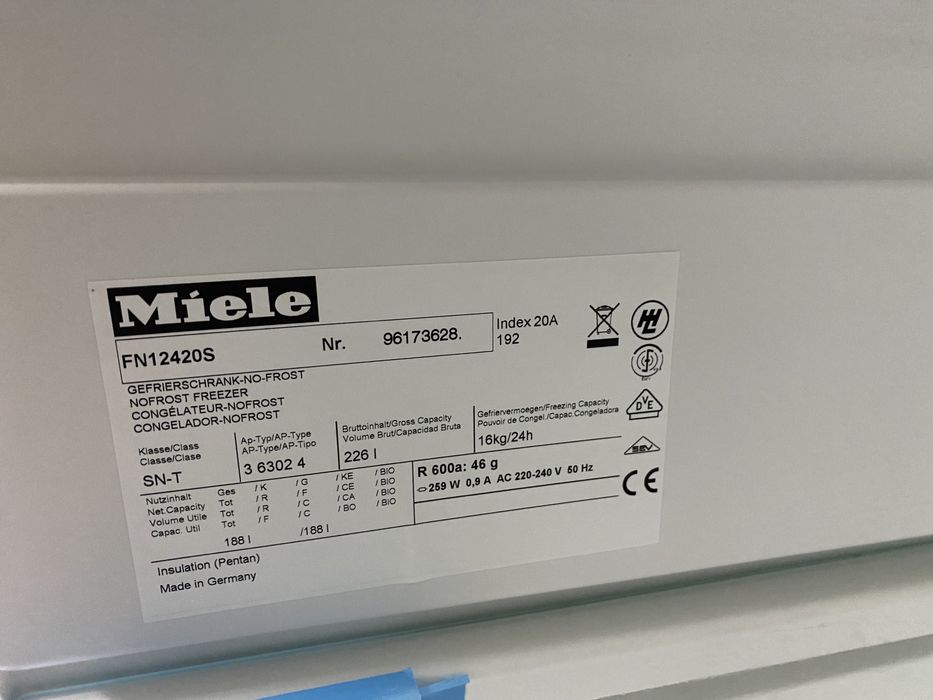 Miele
FN12420S Nr. 96173628.
Index 20A
192
GEFRIERSCHRANK-NO-FROST
NOFROST FREEZER
CONGÉLATEUR-NOFROST
CONGELADOR-NOFROST
Klasse/Class
Classe/Clase
SN-T
Ap-Typ/AP-Type
AP-Type/AP-Tipo
3 6302 4
Bruttoinhalt/Gross Capacity
Volume Brut/Capacidad Bruta
226 l
Gefriervermoegen/Freezing Capacity
Pouvoir de Congel./Capac.Congeladora
16kg/24h
Nutzinhalt Ges /K /G /KE /BIO
Net.Capacity Tot /R /F /CE /BIO
Volume Utile Tot /R /C /CA /BIO
Capac. Util Tot /F /C /BO /BIO
188 l /188 l
R 600a: 46 g
259 W 0,9 A AC 220-240 V 50 Hz
DVE
SEV
CE
Insulation (Pentan)
Made in Germany